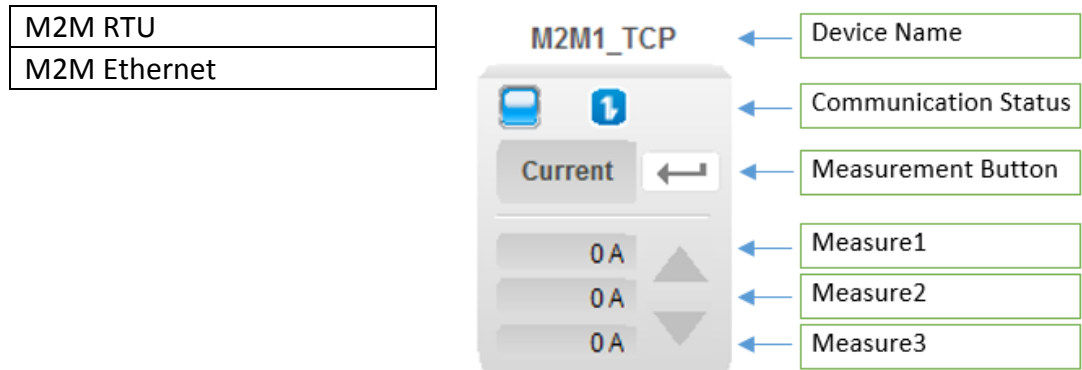 M2M RTU
M2M Ethernet
M2M1_TCP
Device Name
Communication Status
Current
Measurement Button
0 A
Measure1
0 A
Measure2
0 A
Measure3